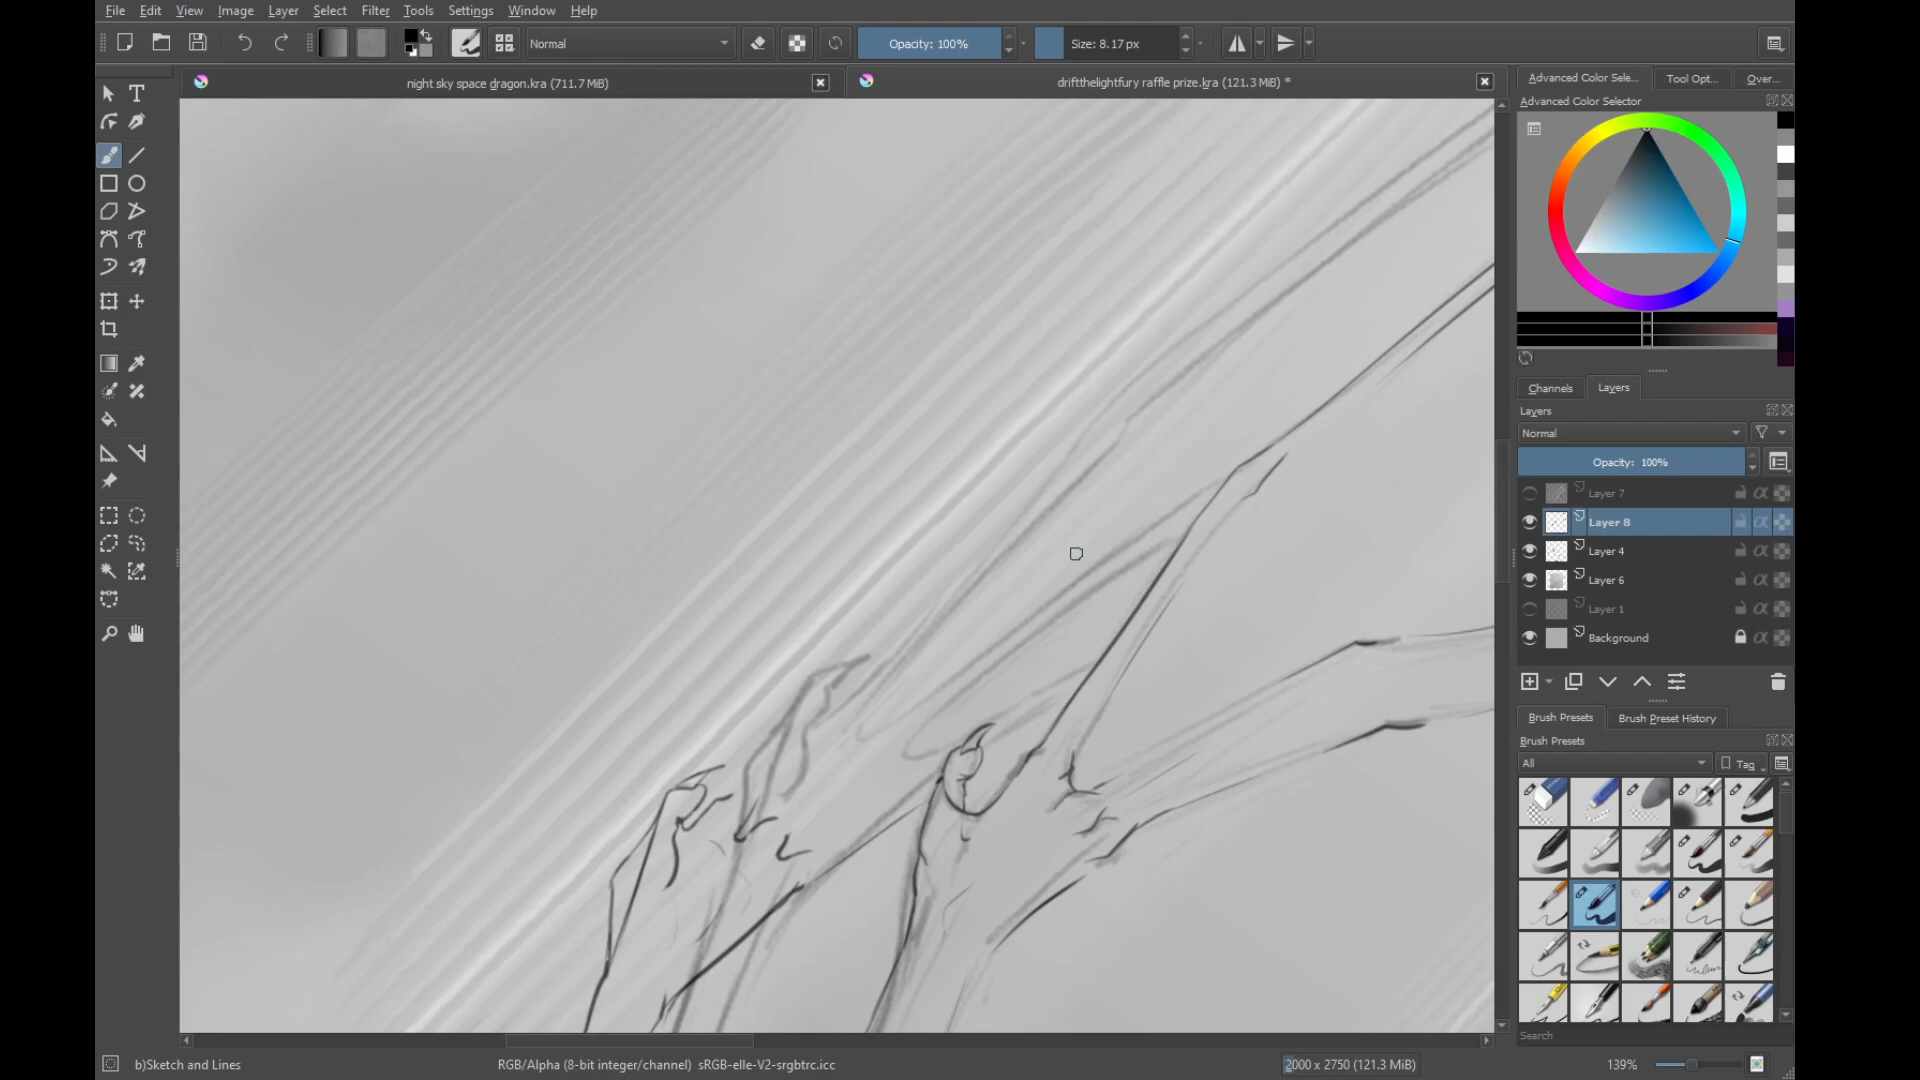 File Edit View Image Layer Select Filter Tools Settings Window Help
Normal Opacity: 100% Size: 8.17 px
night sky space dragon.kra (711.7 MiB)
driftthelightfury raffle prize.kra (121.3 MiB) *
Advanced Color Sele... Tool Opt... Over...
Advanced Color Selector
Channels Layers
Layers
Normal
Opacity: 100%
Layer 7
Layer 8
Layer 4
Layer 6
Layer 1
Background
Brush Presets Brush Preset History
Brush Presets
All Tag
Search
b)Sketch and Lines RGB/Alpha (8-bit integer/channel) sRGB-elle-V2-srgbtrc.icc 2000 x 2750 (121.3 MiB) 139%